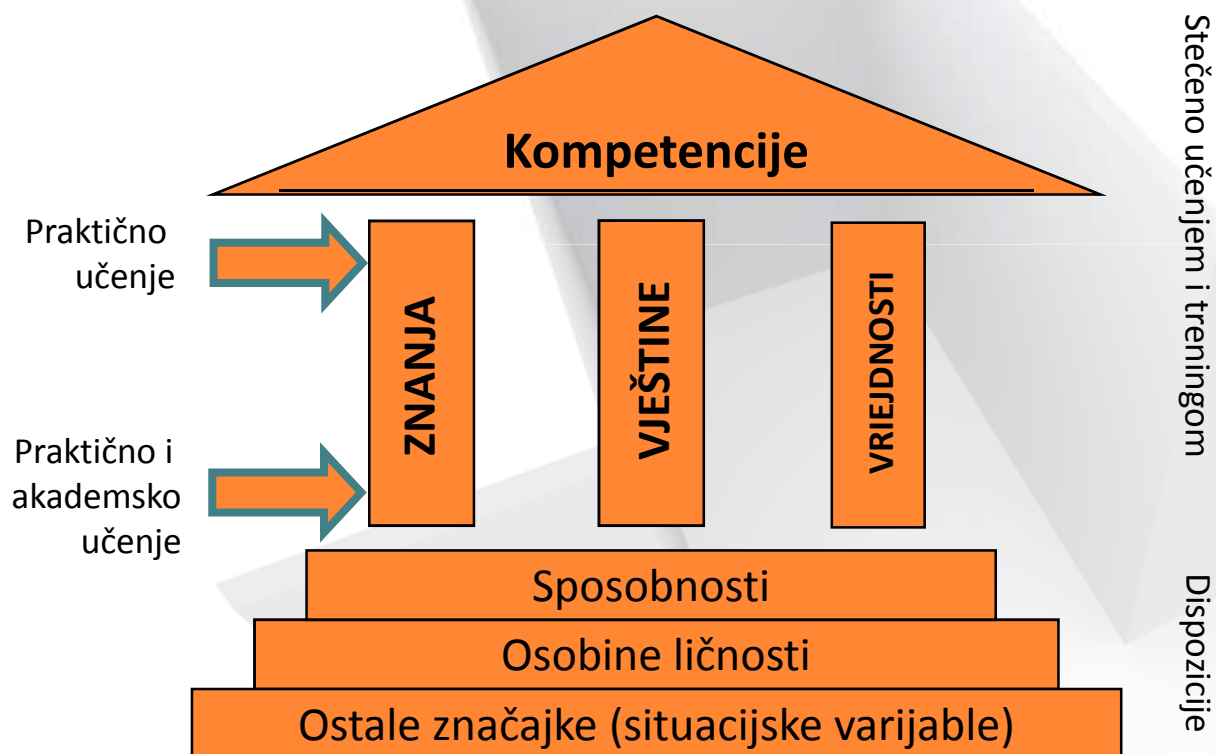 Kompetencije
Praktično
učenje
Praktično i
akademsko
učenje
ZNANJA
VJEŠTINE
VRIEJDNOSTI
Sposobnosti
Osobine ličnosti
Ostale značajke (situacijske varijable)
Stečeno učenjem i treningom
Dispozicije